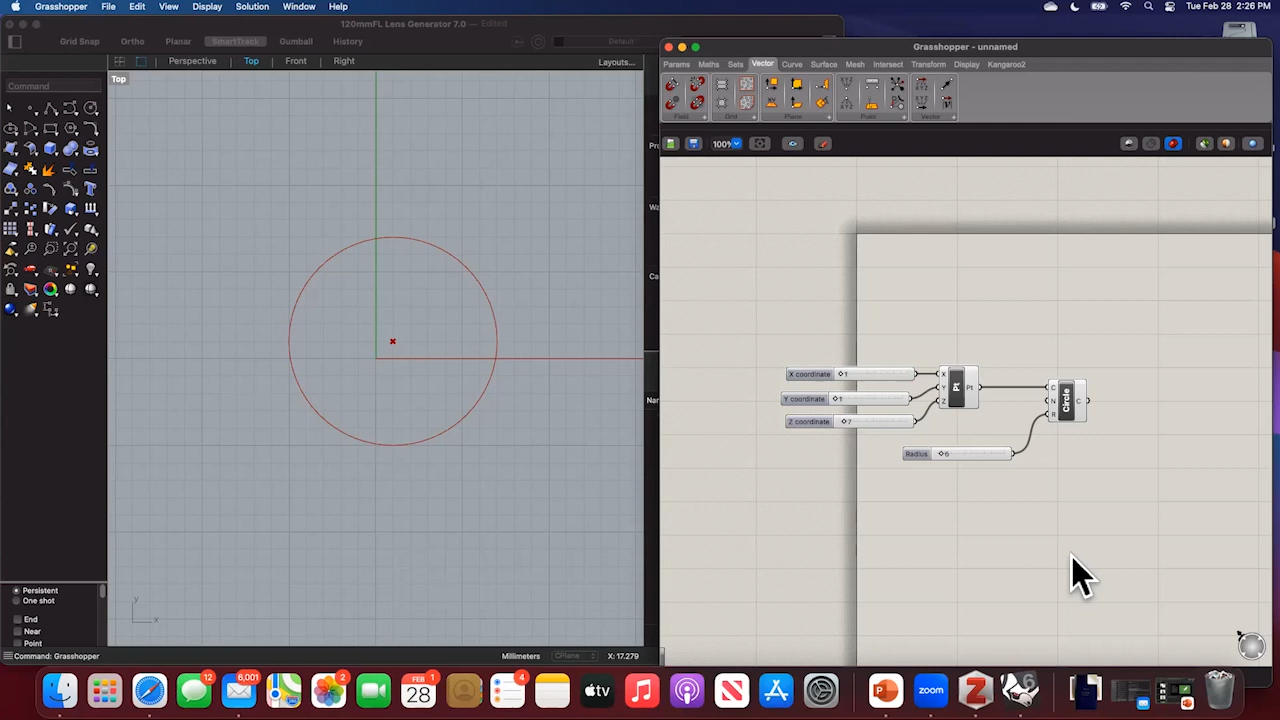 Grasshopper File Edit View Display Solution Window Help Tue Feb 28 2:26 PM
120mmFL Lens Generator 7.0 — Edited
Grid Snap Ortho Planar SmartTrack Gumball History Default
Perspective Top Front Right Layouts...
Command
Top
Grasshopper - unnamed
Params Maths Sets Vector Curve Surface Mesh Intersect Transform Display Kangaroo2
Field Grid Plane Point Vector
100%
X coordinate 1
Y coordinate 1
Z coordinate 7
X
Y
Z
Pt
Pt
Radius 6
C
N
R
Circle
C
y
x
Persistent
One shot
End
Near
Point
Command: Grasshopper Millimeters CPlane X: 17.279
12
6,001
2
FEB 1
28
4
tv
zoom
Z
6